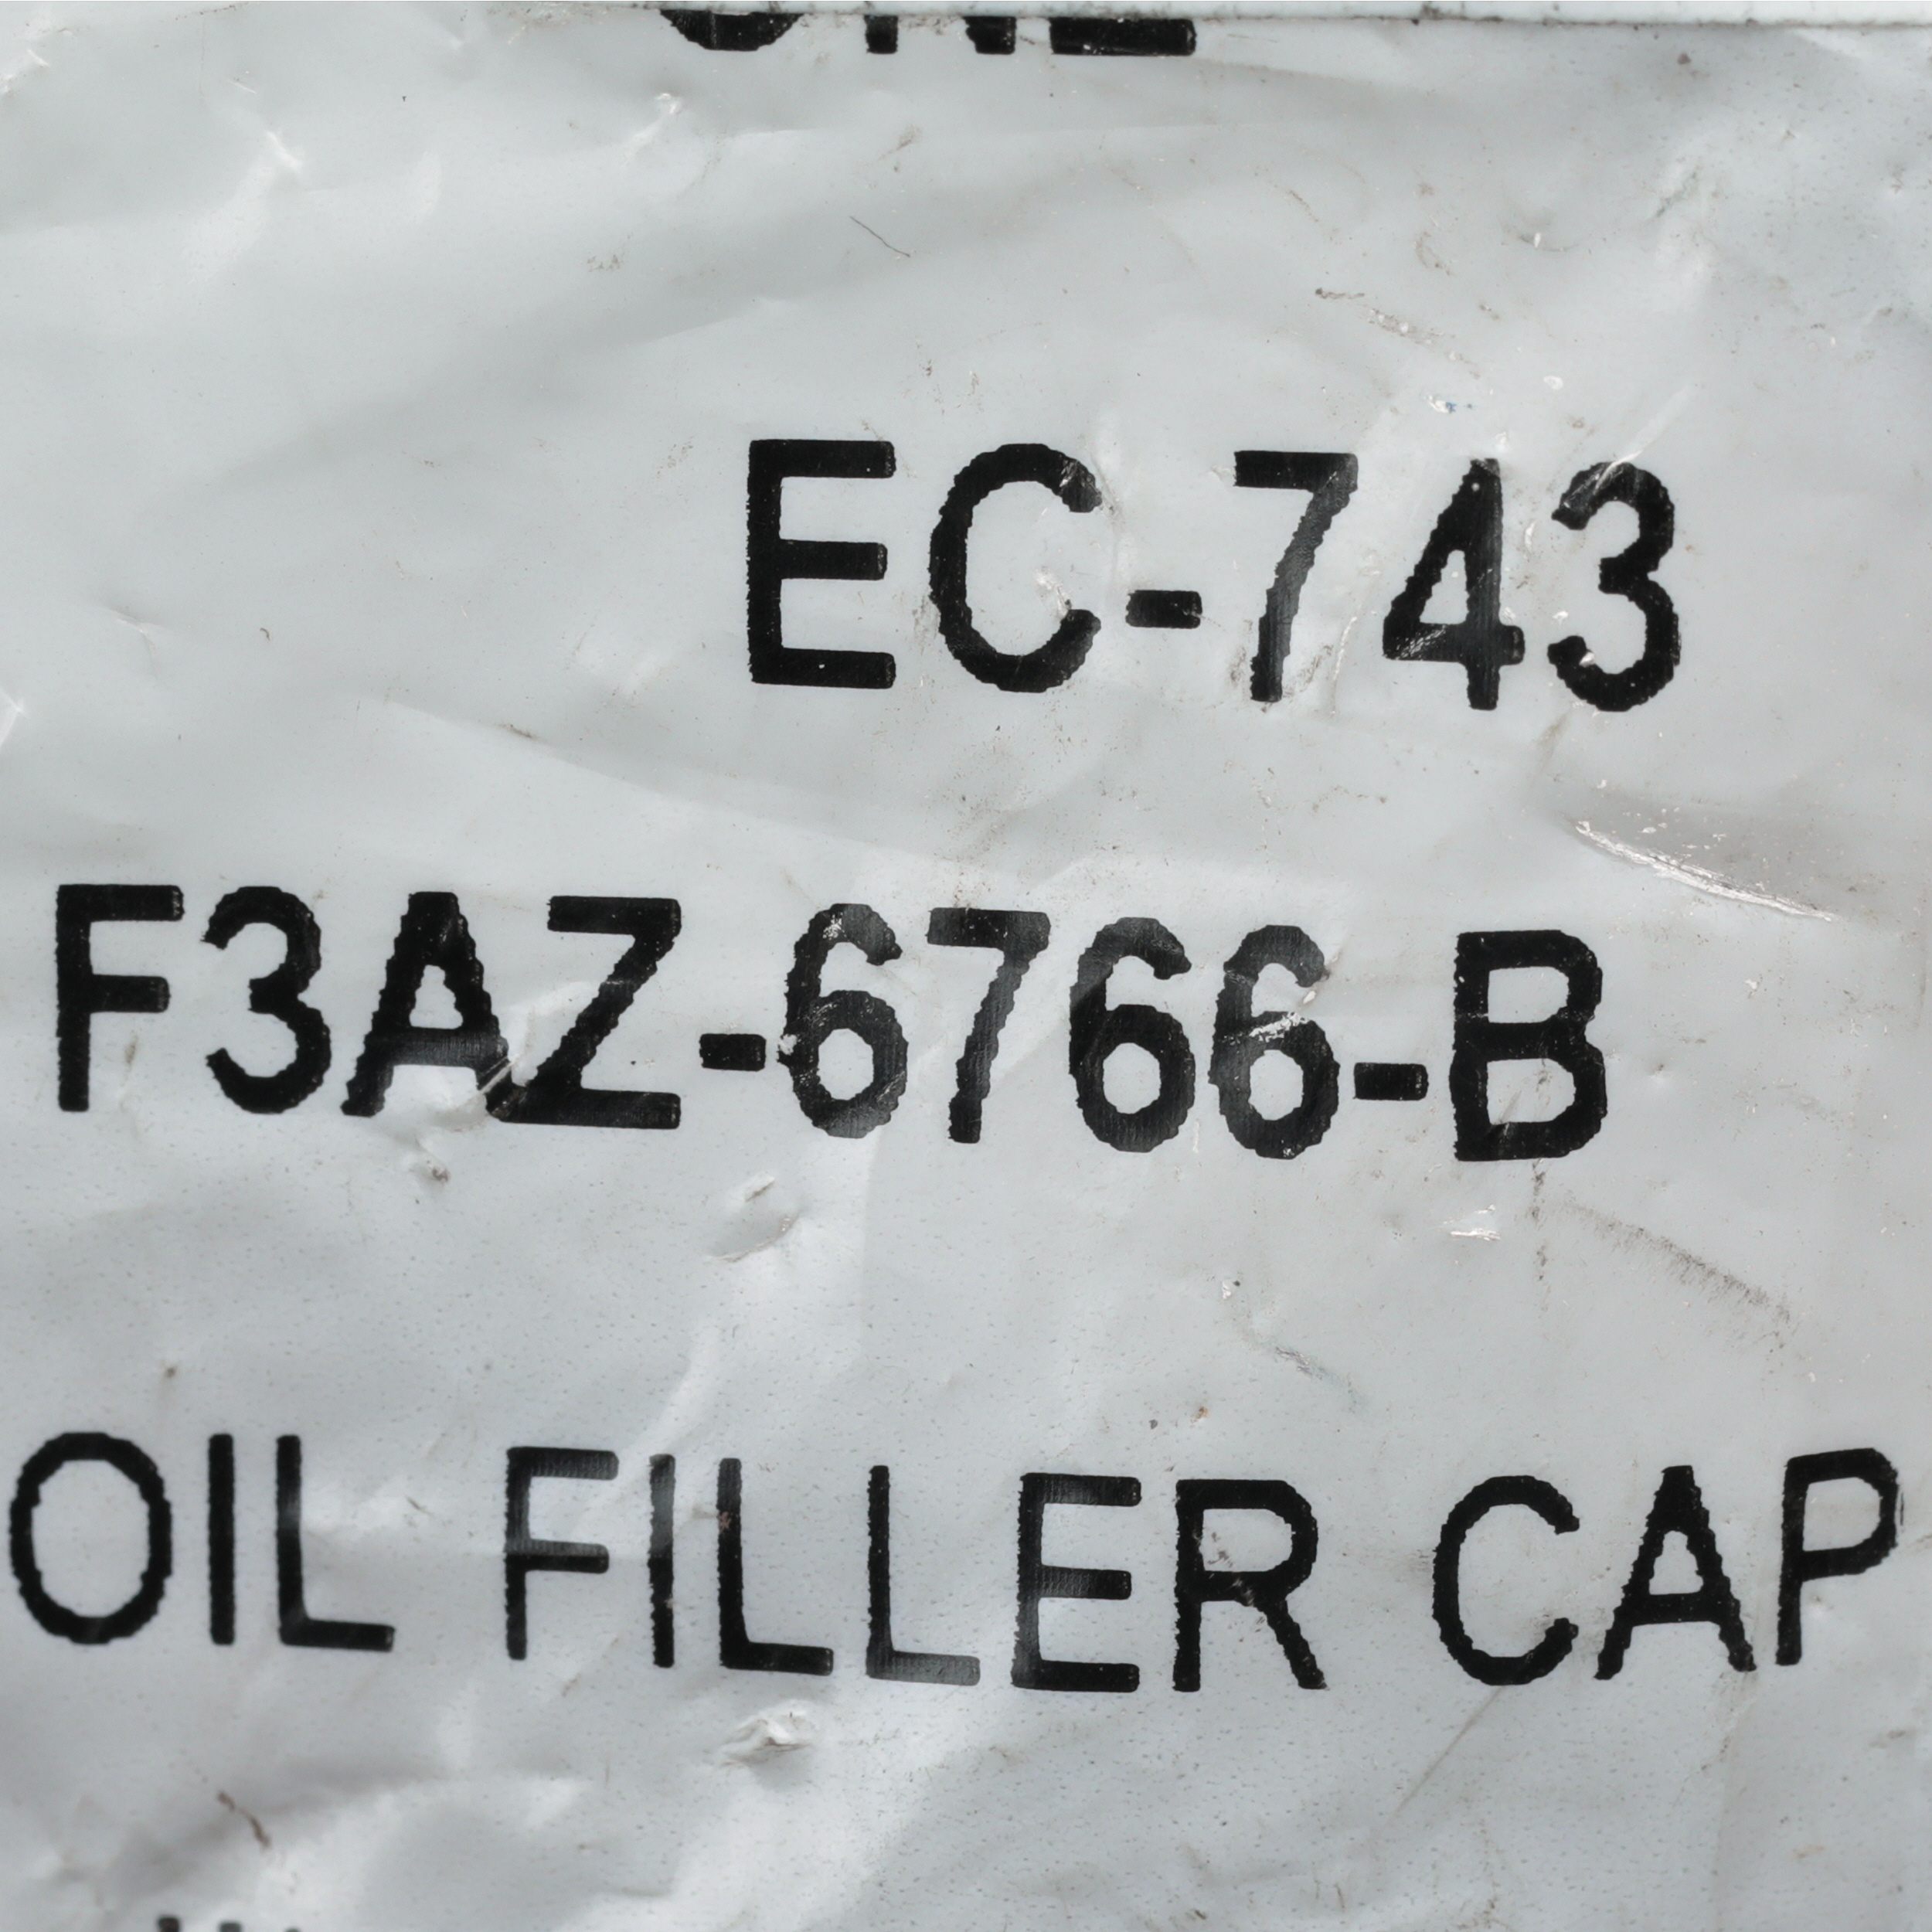 EC-743
F3AZ-6766-B
OIL FILLER CAP